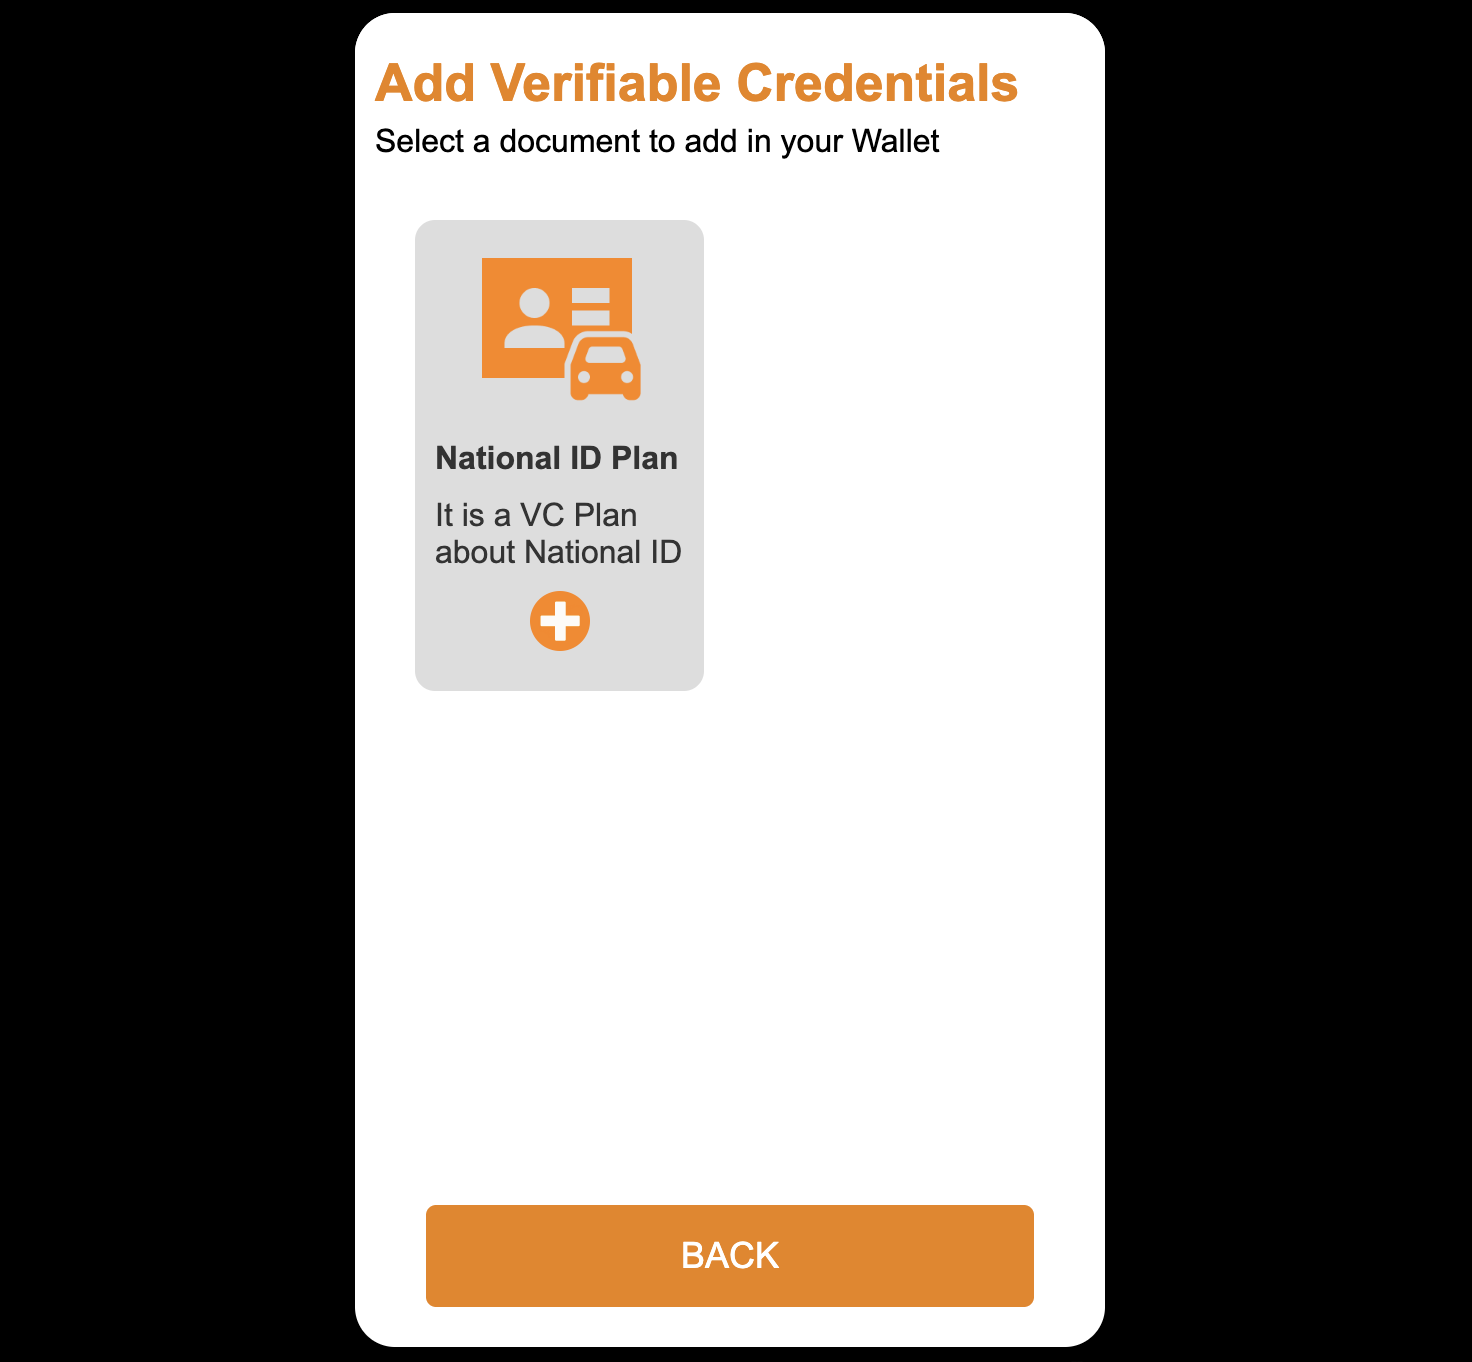 Add Verifiable Credentials
Select a document to add in your Wallet
National ID Plan
It is a VC Plan
about National ID
BACK